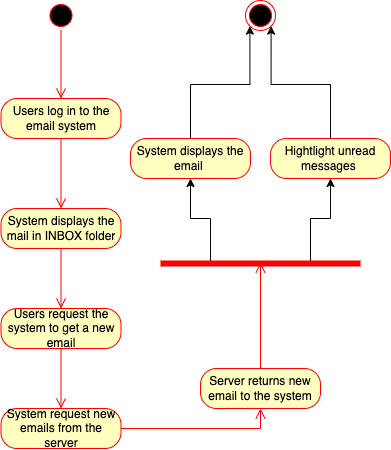 Users log in to the
email system
System displays the
mail in INBOX folder
Users request the
system to get a new
email
System request new
emails from the
server
Server returns new
email to the system
System displays the
email
Hightlight unread
messages